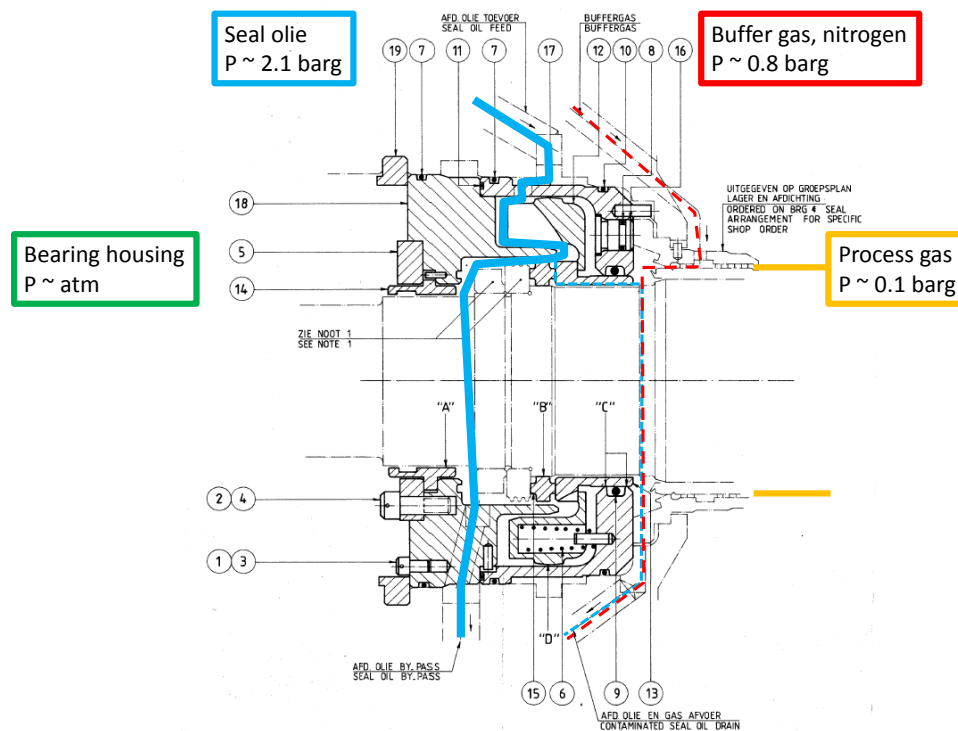 Seal olie
P ~ 2.1 barg
AFD. OLIE TOEVOER
SEAL OIL FEED
BUFFERGAS
BUFFERGAS
Buffer gas, nitrogen
P ~ 0.8 barg
19
7
11
7
17
12
10
8
16
UITGEGEVEN OP GROEPSPLAN
LAGER EN AFDICHTING
ORDERED ON BRG & SEAL
ARRANGEMENT FOR SPECIFIC
SHOP ORDER
18
Bearing housing
P ~ atm
5
Process gas
P ~ 0.1 barg
14
ZIE NOOT 1
SEE NOTE 1
"A"
"B"
"C"
2
4
1
3
"D"
AFD. OLIE BY-PASS
SEAL OIL BY-PASS
15
6
9
13
AFD. OLIE EN GAS AFVOER
CONTAMINATED SEAL OIL DRAIN